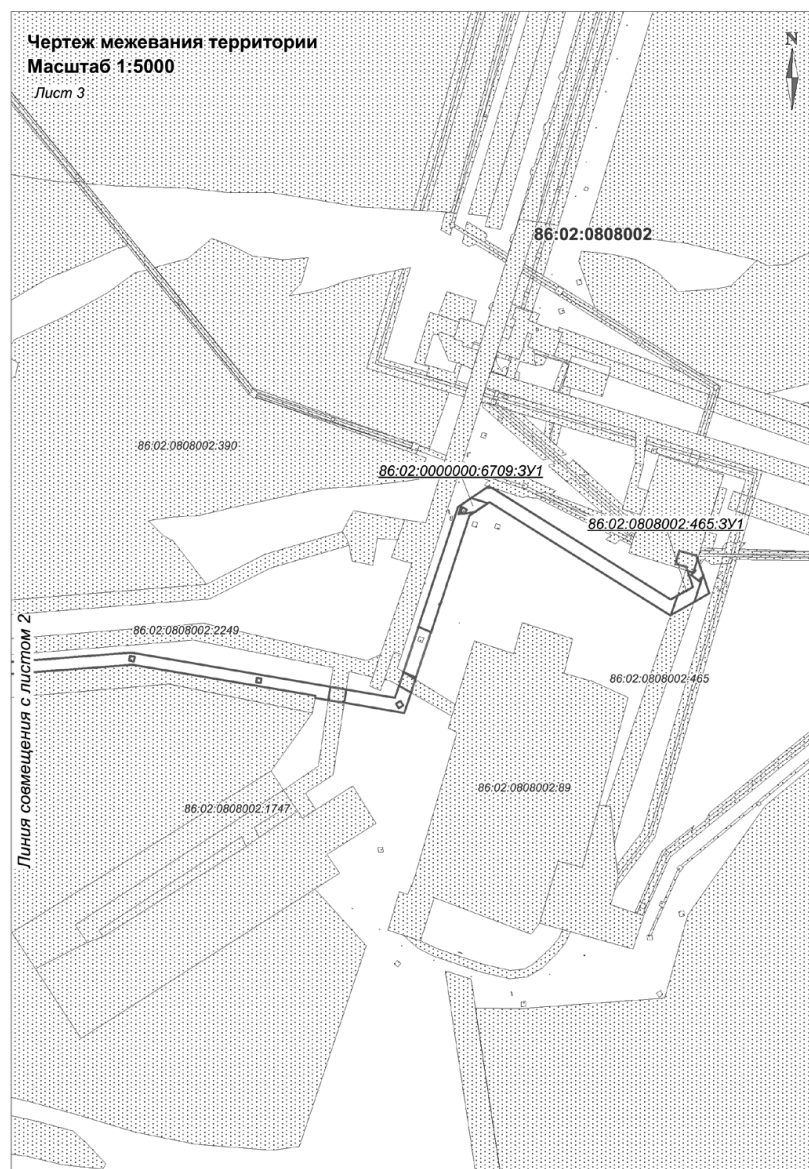 Чертеж межевания территории
Масштаб 1:5000
Лист 3
N
86:02:0808002
86:02:0808002:390
86:02:0000000:6709:ЗУ1
86:02:0808002:465:ЗУ1
86:02:0808002:2249
86:02:0808002:465
86:02:0808002:89
86:02:0808002:1747
Линия совмещения с листом 2